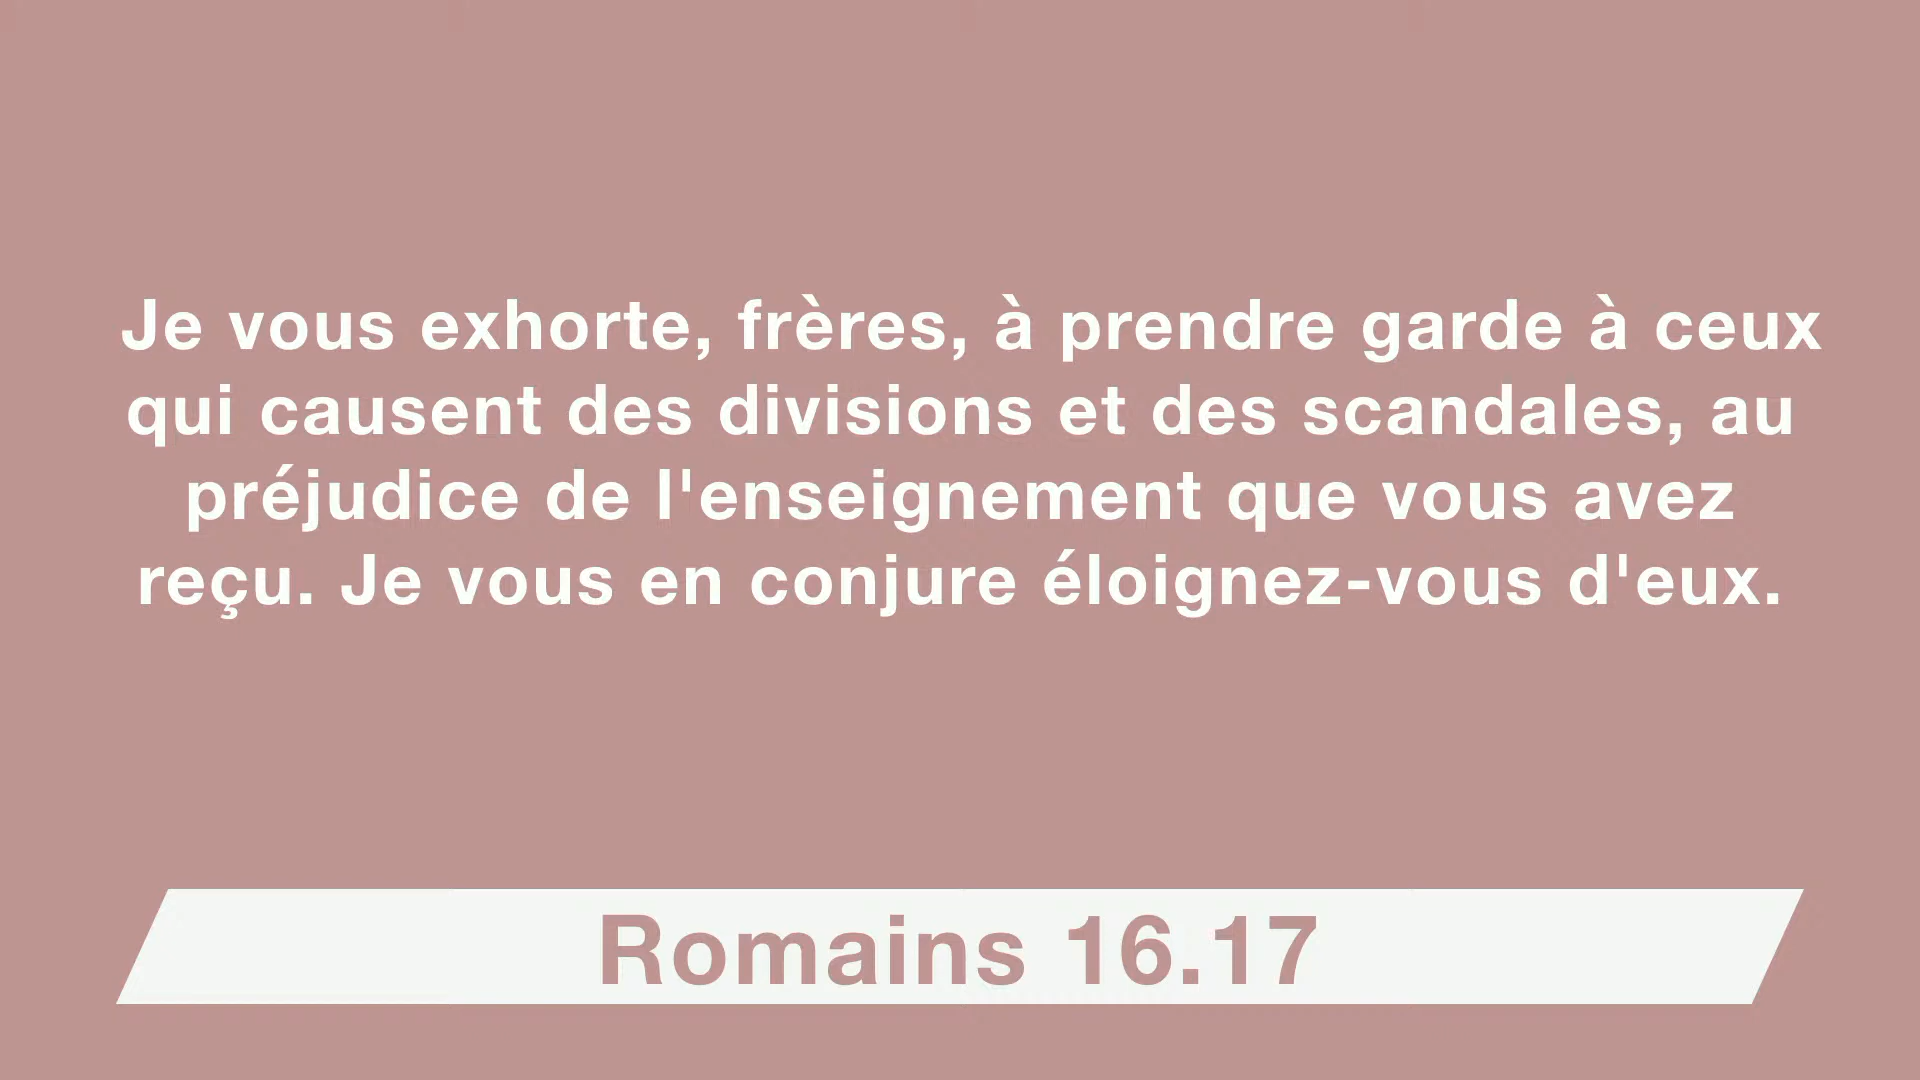 Je vous exhorte, frères, à prendre garde à ceux
qui causent des divisions et des scandales, au
préjudice de l'enseignement que vous avez
reçu. Je vous en conjure éloignez-vous d'eux.
Romains 16.17